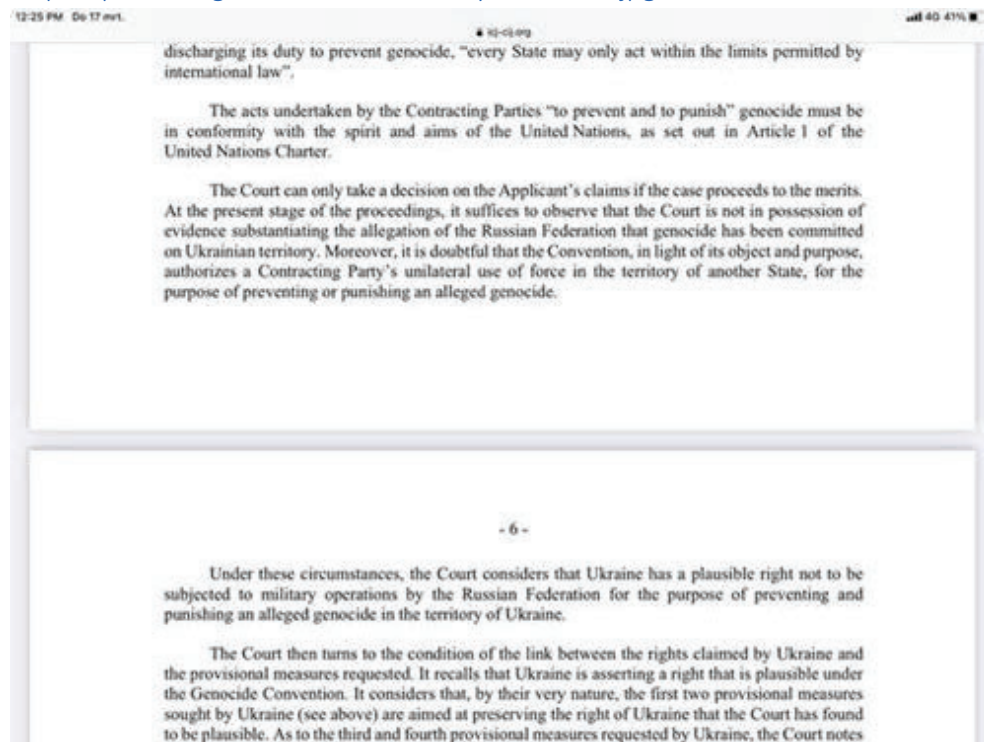 12:25 PM Do 17 mrt.
icj-cij.org
4G 41%
discharging its duty to prevent genocide, “every State may only act within the limits permitted by
international law”.
The acts undertaken by the Contracting Parties “to prevent and to punish” genocide must be
in conformity with the spirit and aims of the United Nations, as set out in Article 1 of the
United Nations Charter.
The Court can only take a decision on the Applicant’s claims if the case proceeds to the merits.
At the present stage of the proceedings, it suffices to observe that the Court is not in possession of
evidence substantiating the allegation of the Russian Federation that genocide has been committed
on Ukrainian territory. Moreover, it is doubtful that the Convention, in light of its object and purpose,
authorizes a Contracting Party’s unilateral use of force in the territory of another State, for the
purpose of preventing or punishing an alleged genocide.
- 6 -
Under these circumstances, the Court considers that Ukraine has a plausible right not to be
subjected to military operations by the Russian Federation for the purpose of preventing and
punishing an alleged genocide in the territory of Ukraine.
The Court then turns to the condition of the link between the rights claimed by Ukraine and
the provisional measures requested. It recalls that Ukraine is asserting a right that is plausible under
the Genocide Convention. It considers that, by their very nature, the first two provisional measures
sought by Ukraine (see above) are aimed at preserving the right of Ukraine that the Court has found
to be plausible. As to the third and fourth provisional measures requested by Ukraine, the Court notes